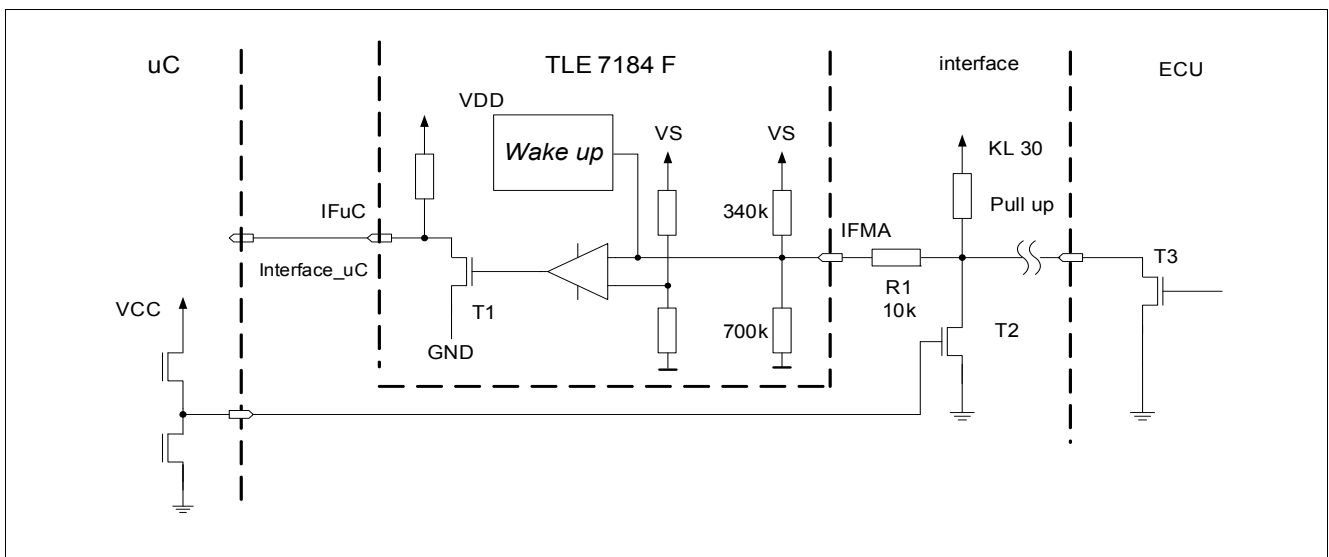 uC
TLE 7184 F
interface
ECU
VDD
Wake up
VS
VS
KL 30
Pull up
340k
IFuC
IFMA
Interface_uC
T1
GND
700k
R1
10k
T2
T3
VCC